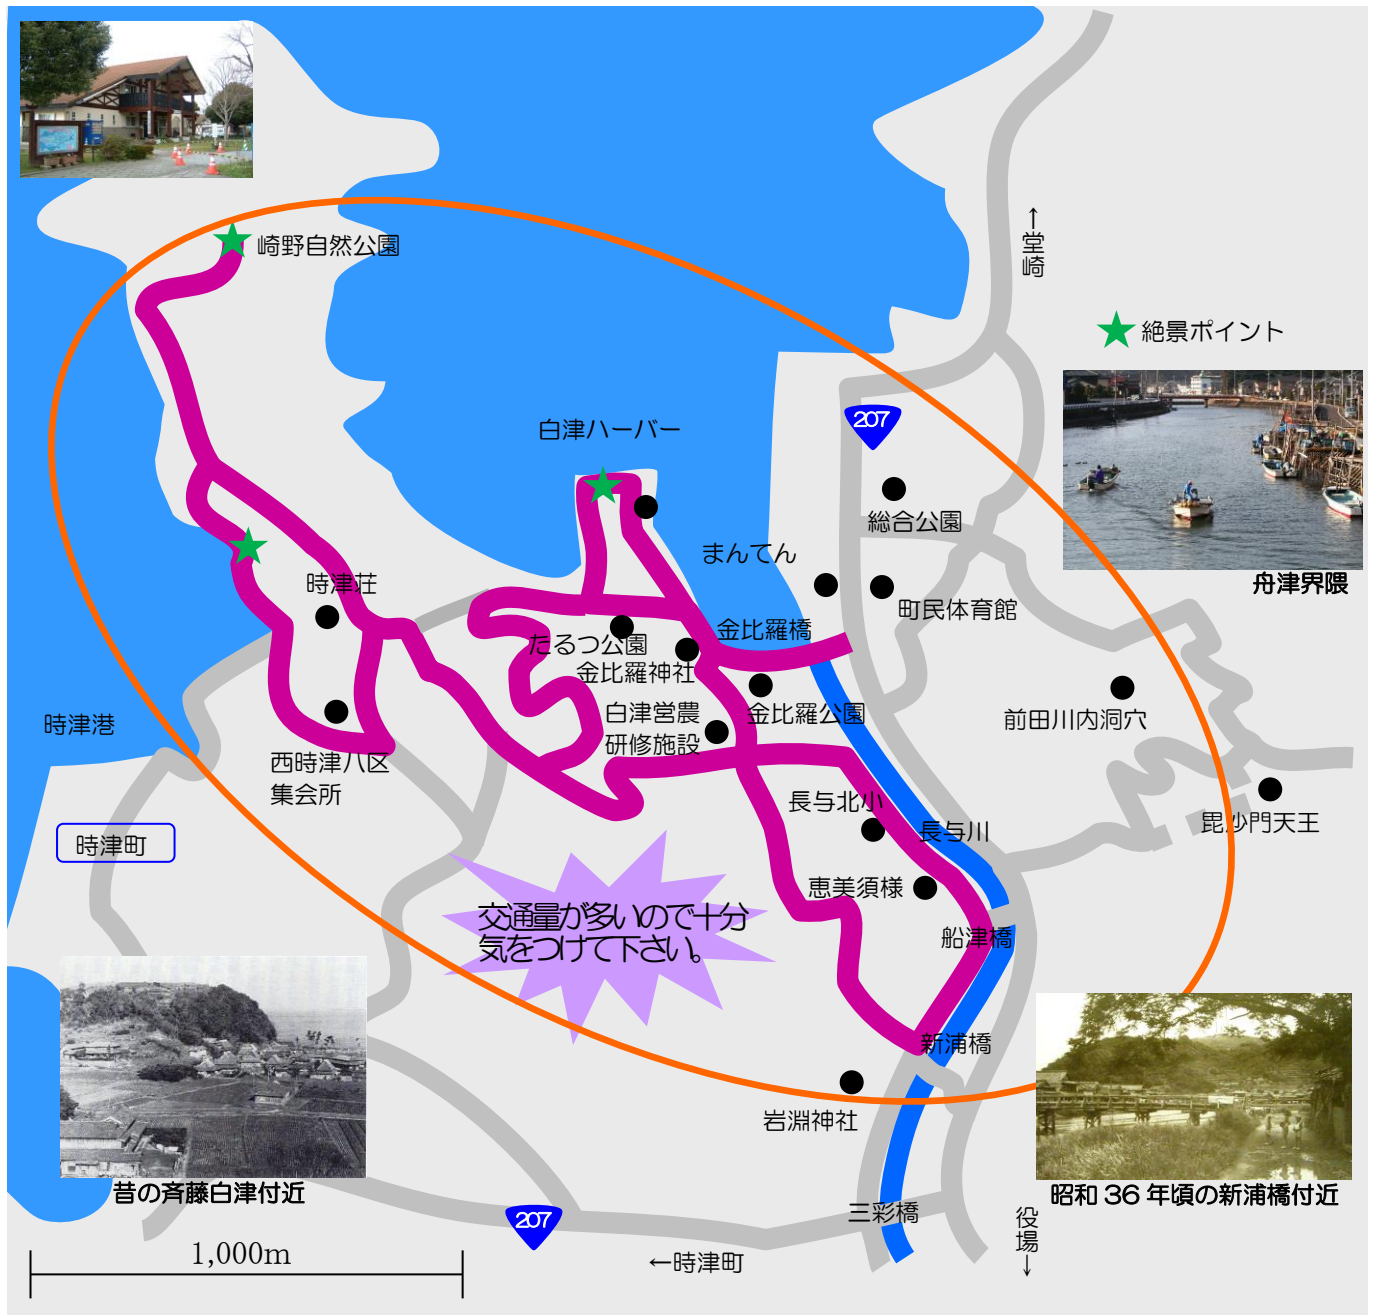 崎野自然公園
↑堂崎
絶景ポイント
白津ハーバー
207
総合公園
まんてん
舟津界隈
時津荘
町民体育館
金比羅橋
たるつ公園
金比羅神社
前田川内洞穴
白津営農
研修施設
金比羅公園
時津港
西時津八区
集会所
長与北小
長与川
毘沙門天王
時津町
恵美須様
交通量が多いので十分
気をつけて下さい。
船津橋
新浦橋
岩淵神社
昔の斉藤白津付近
昭和36年頃の新浦橋付近
三彩橋
207
役場↓
1,000m
←時津町